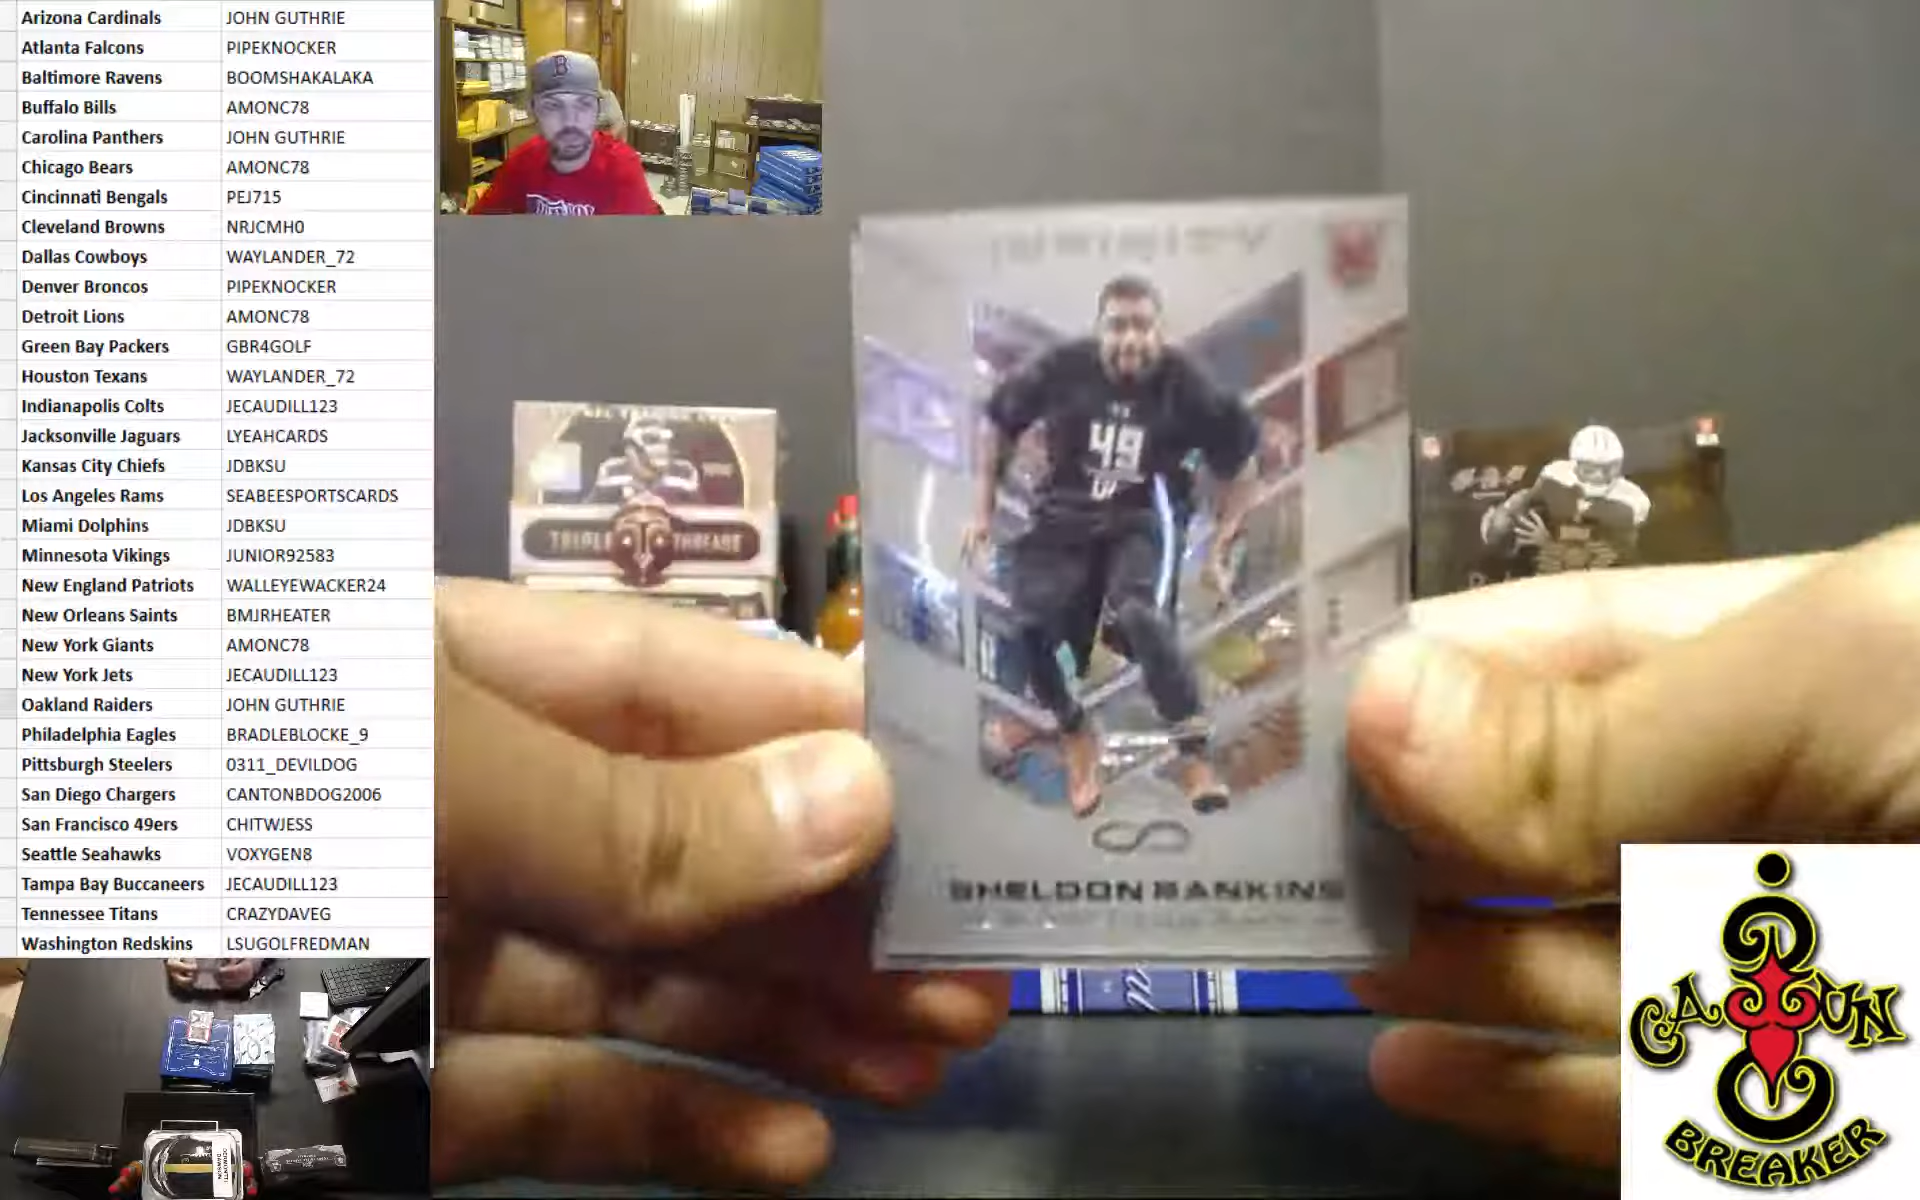 Arizona Cardinals JOHN GUTHRIE
Atlanta Falcons PIPEKNOCKER
Baltimore Ravens BOOMSHAKALAKA
Buffalo Bills AMONC78
Carolina Panthers JOHN GUTHRIE
Chicago Bears AMONC78
Cincinnati Bengals PEJ715
Cleveland Browns NRJCMH0
Dallas Cowboys WAYLANDER_72
Denver Broncos PIPEKNOCKER
Detroit Lions AMONC78
Green Bay Packers GBR4GOLF
Houston Texans WAYLANDER_72
Indianapolis Colts JECAUDILL123
Jacksonville Jaguars LYEAHCARDS
Kansas City Chiefs JDBKSU
Los Angeles Rams SEABEESPORTSCARDS
Miami Dolphins JDBKSU
Minnesota Vikings JUNIOR92583
New England Patriots WALLEYEWACKER24
New Orleans Saints BMJRHEATER
New York Giants AMONC78
New York Jets JECAUDILL123
Oakland Raiders JOHN GUTHRIE
Philadelphia Eagles BRADLEBLOCKE_9
Pittsburgh Steelers 0311_DEVILDOG
San Diego Chargers CANTONBDOG2006
San Francisco 49ers CHITWJESS
Seattle Seahawks VOXYGEN8
Tampa Bay Buccaneers JECAUDILL123
Tennessee Titans CRAZYDAVEG
Washington Redskins LSUGOLFREDMAN
B
TRIPLE THREADS
49
SHELDON RANKINS
CAJUN
BREAKER